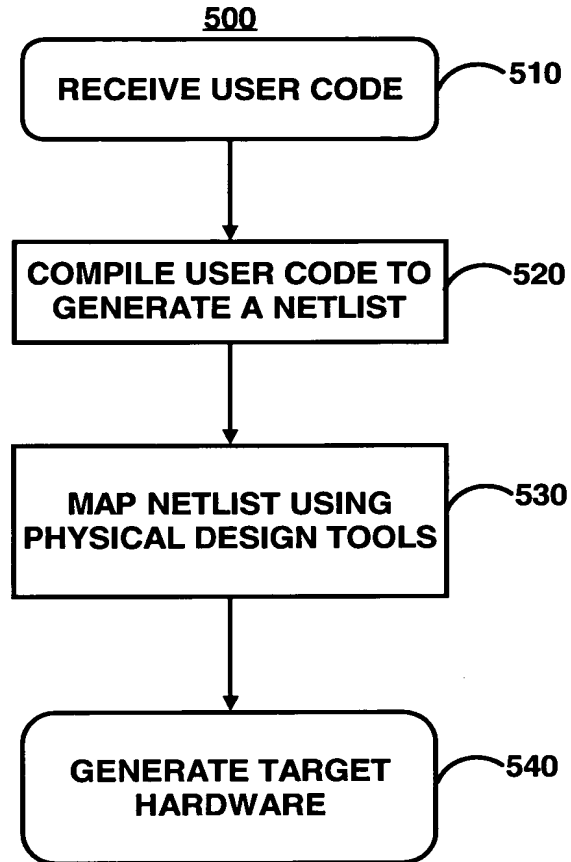 500
RECEIVE USER CODE
510
COMPILE USER CODE TO
GENERATE A NETLIST
520
MAP NETLIST USING
PHYSICAL DESIGN TOOLS
530
GENERATE TARGET
HARDWARE
540